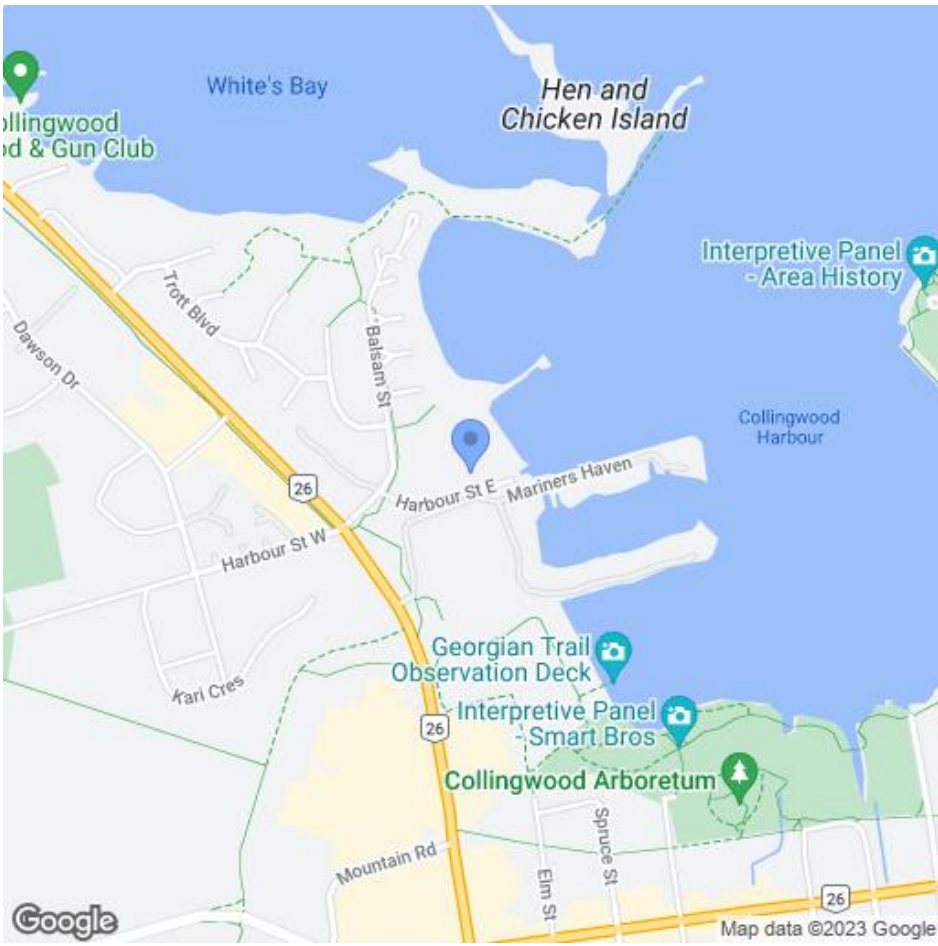 White's Bay
Hen and
Chicken Island
ollingwood
od & Gun Club
Interpretive Panel
- Area History
Trott Blvd
Dawson Dr
Balsam St
Collingwood
Harbour
26
Harbour St E
Mariners Haven
Harbour St W
Georgian Trail
Observation Deck
Kari Cres
Interpretive Panel
- Smart Bros
26
Collingwood Arboretum
Spruce St
Mountain Rd
Elm St
26
Google
Map data ©2023 Google